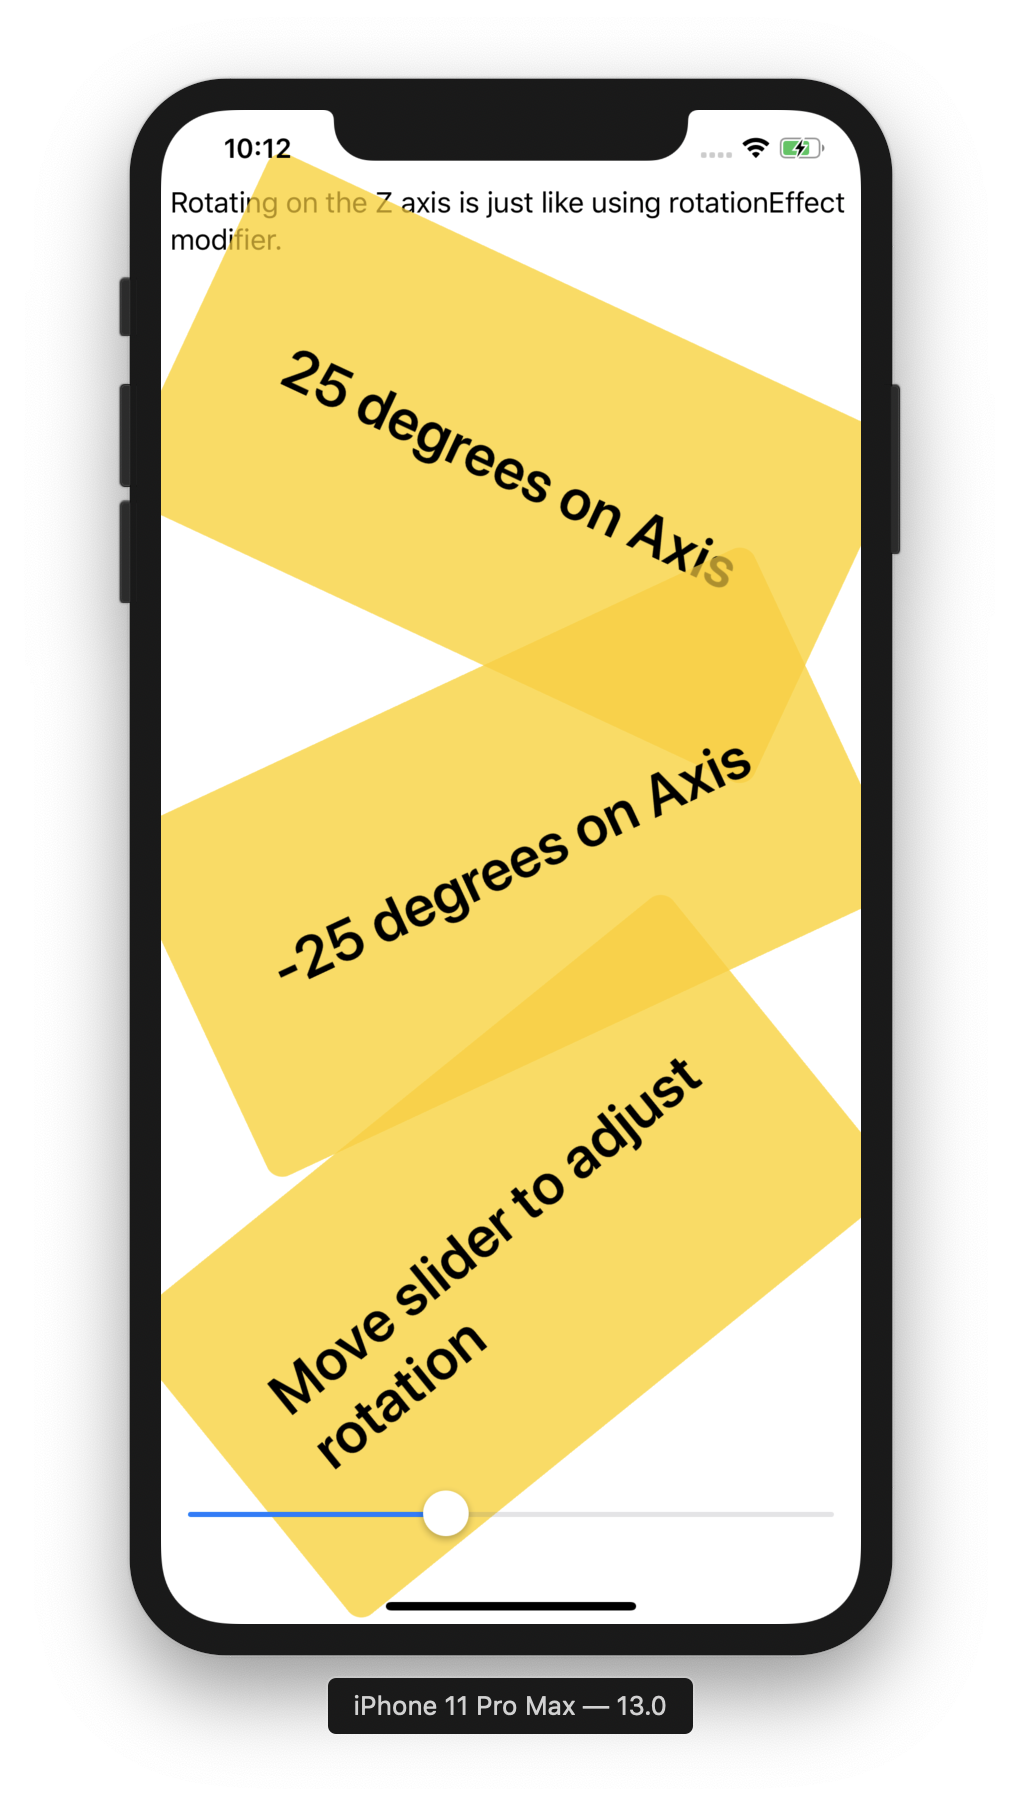 10:12
Rotating on the Z axis is just like using rotationEffect
modifier.
25 degrees on Axis
-25 degrees on Axis
Move slider to adjust
rotation
iPhone 11 Pro Max — 13.0